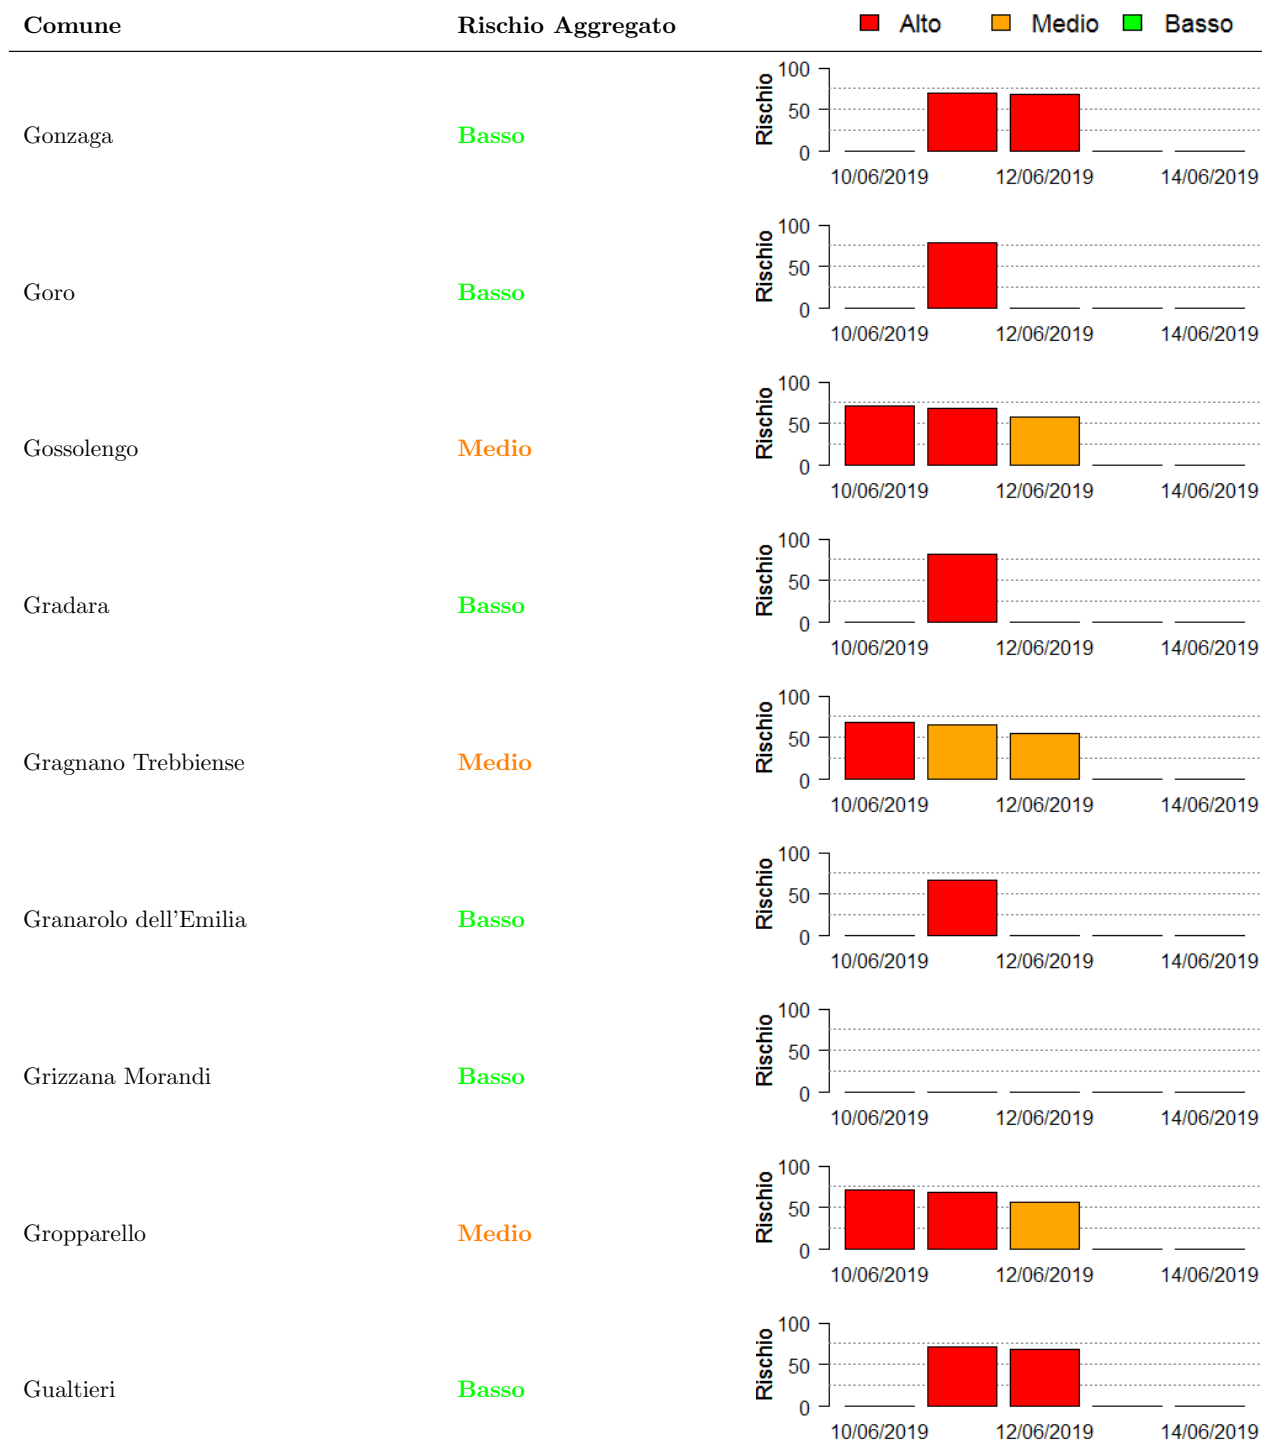 Comune Rischio Aggregato Alto Medio Basso
100
50
0
Rischio
Gonzaga Basso
10/06/2019 12/06/2019 14/06/2019
100
50
0
Rischio
Goro Basso
10/06/2019 12/06/2019 14/06/2019
100
50
0
Rischio
Gossolengo Medio
10/06/2019 12/06/2019 14/06/2019
100
50
0
Rischio
Gradara Basso
10/06/2019 12/06/2019 14/06/2019
100
50
0
Rischio
Gragnano Trebbiense Medio
10/06/2019 12/06/2019 14/06/2019
100
50
0
Rischio
Granarolo dell'Emilia Basso
10/06/2019 12/06/2019 14/06/2019
100
50
0
Rischio
Grizzana Morandi Basso
10/06/2019 12/06/2019 14/06/2019
100
50
0
Rischio
Gropparello Medio
10/06/2019 12/06/2019 14/06/2019
100
50
0
Rischio
Gualtieri Basso
10/06/2019 12/06/2019 14/06/2019